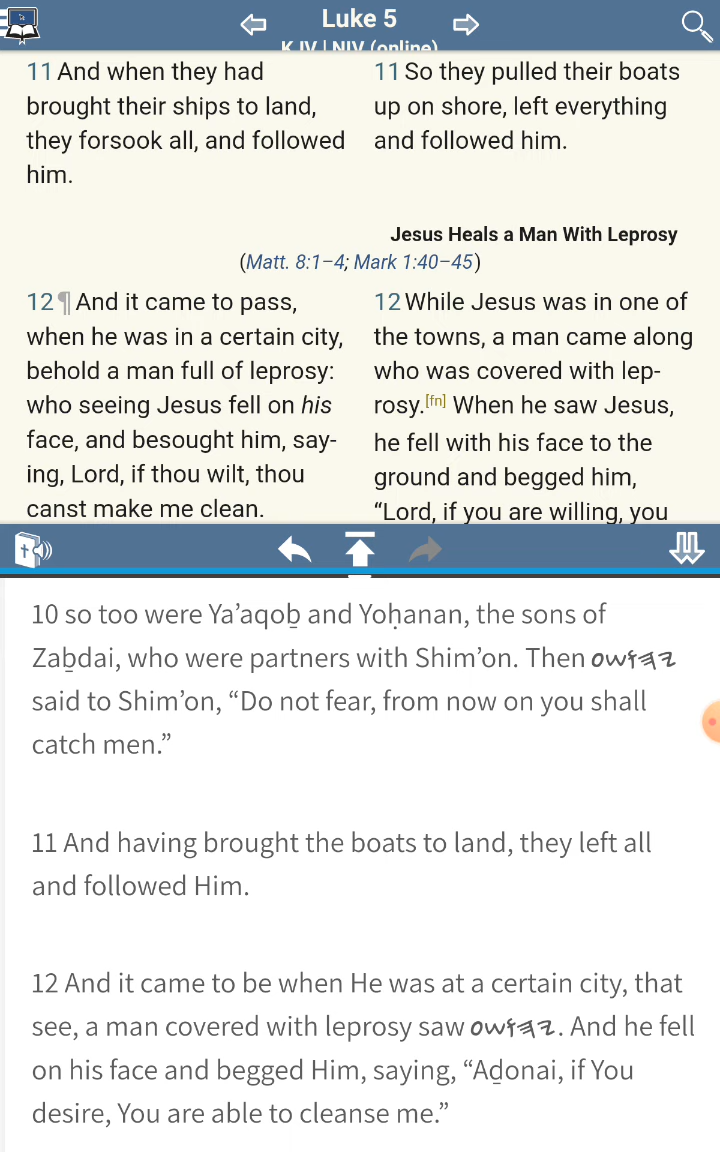 Luke 5
KJV | NIV (online)
11 And when they had
brought their ships to land,
they forsook all, and followed
him.
11 So they pulled their boats
up on shore, left everything
and followed him.
Jesus Heals a Man With Leprosy
(Matt. 8:1–4; Mark 1:40–45)
12 ¶ And it came to pass,
when he was in a certain city,
behold a man full of leprosy:
who seeing Jesus fell on his
face, and besought him, say-
ing, Lord, if thou wilt, thou
canst make me clean.
12 While Jesus was in one of
the towns, a man came along
who was covered with lep-
rosy.[fn] When he saw Jesus,
he fell with his face to the
ground and begged him,
“Lord, if you are willing, you
10 so too were Ya’aqoḇ and Yoḥanan, the sons of
Zaḇdai, who were partners with Shim’on. Then 𐤉𐤄𐤅𐤔𐤏
said to Shim’on, “Do not fear, from now on you shall
catch men.”
11 And having brought the boats to land, they left all
and followed Him.
12 And it came to be when He was at a certain city, that
see, a man covered with leprosy saw 𐤉𐤄𐤅𐤔𐤏. And he fell
on his face and begged Him, saying, “Aḏonai, if You
desire, You are able to cleanse me.”